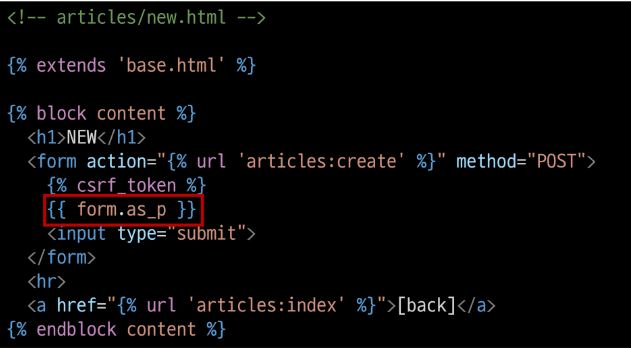 <!-- articles/new.html -->
{% extends 'base.html' %}
{% block content %}
<h1>NEW</h1>
<form action="{% url 'articles:create' %}" method="POST">
{% csrf_token %}
{{ form.as_p }}
<input type="submit">
</form>
<hr>
<a href="{% url 'articles:index' %}">[back]</a>
{% endblock content %}